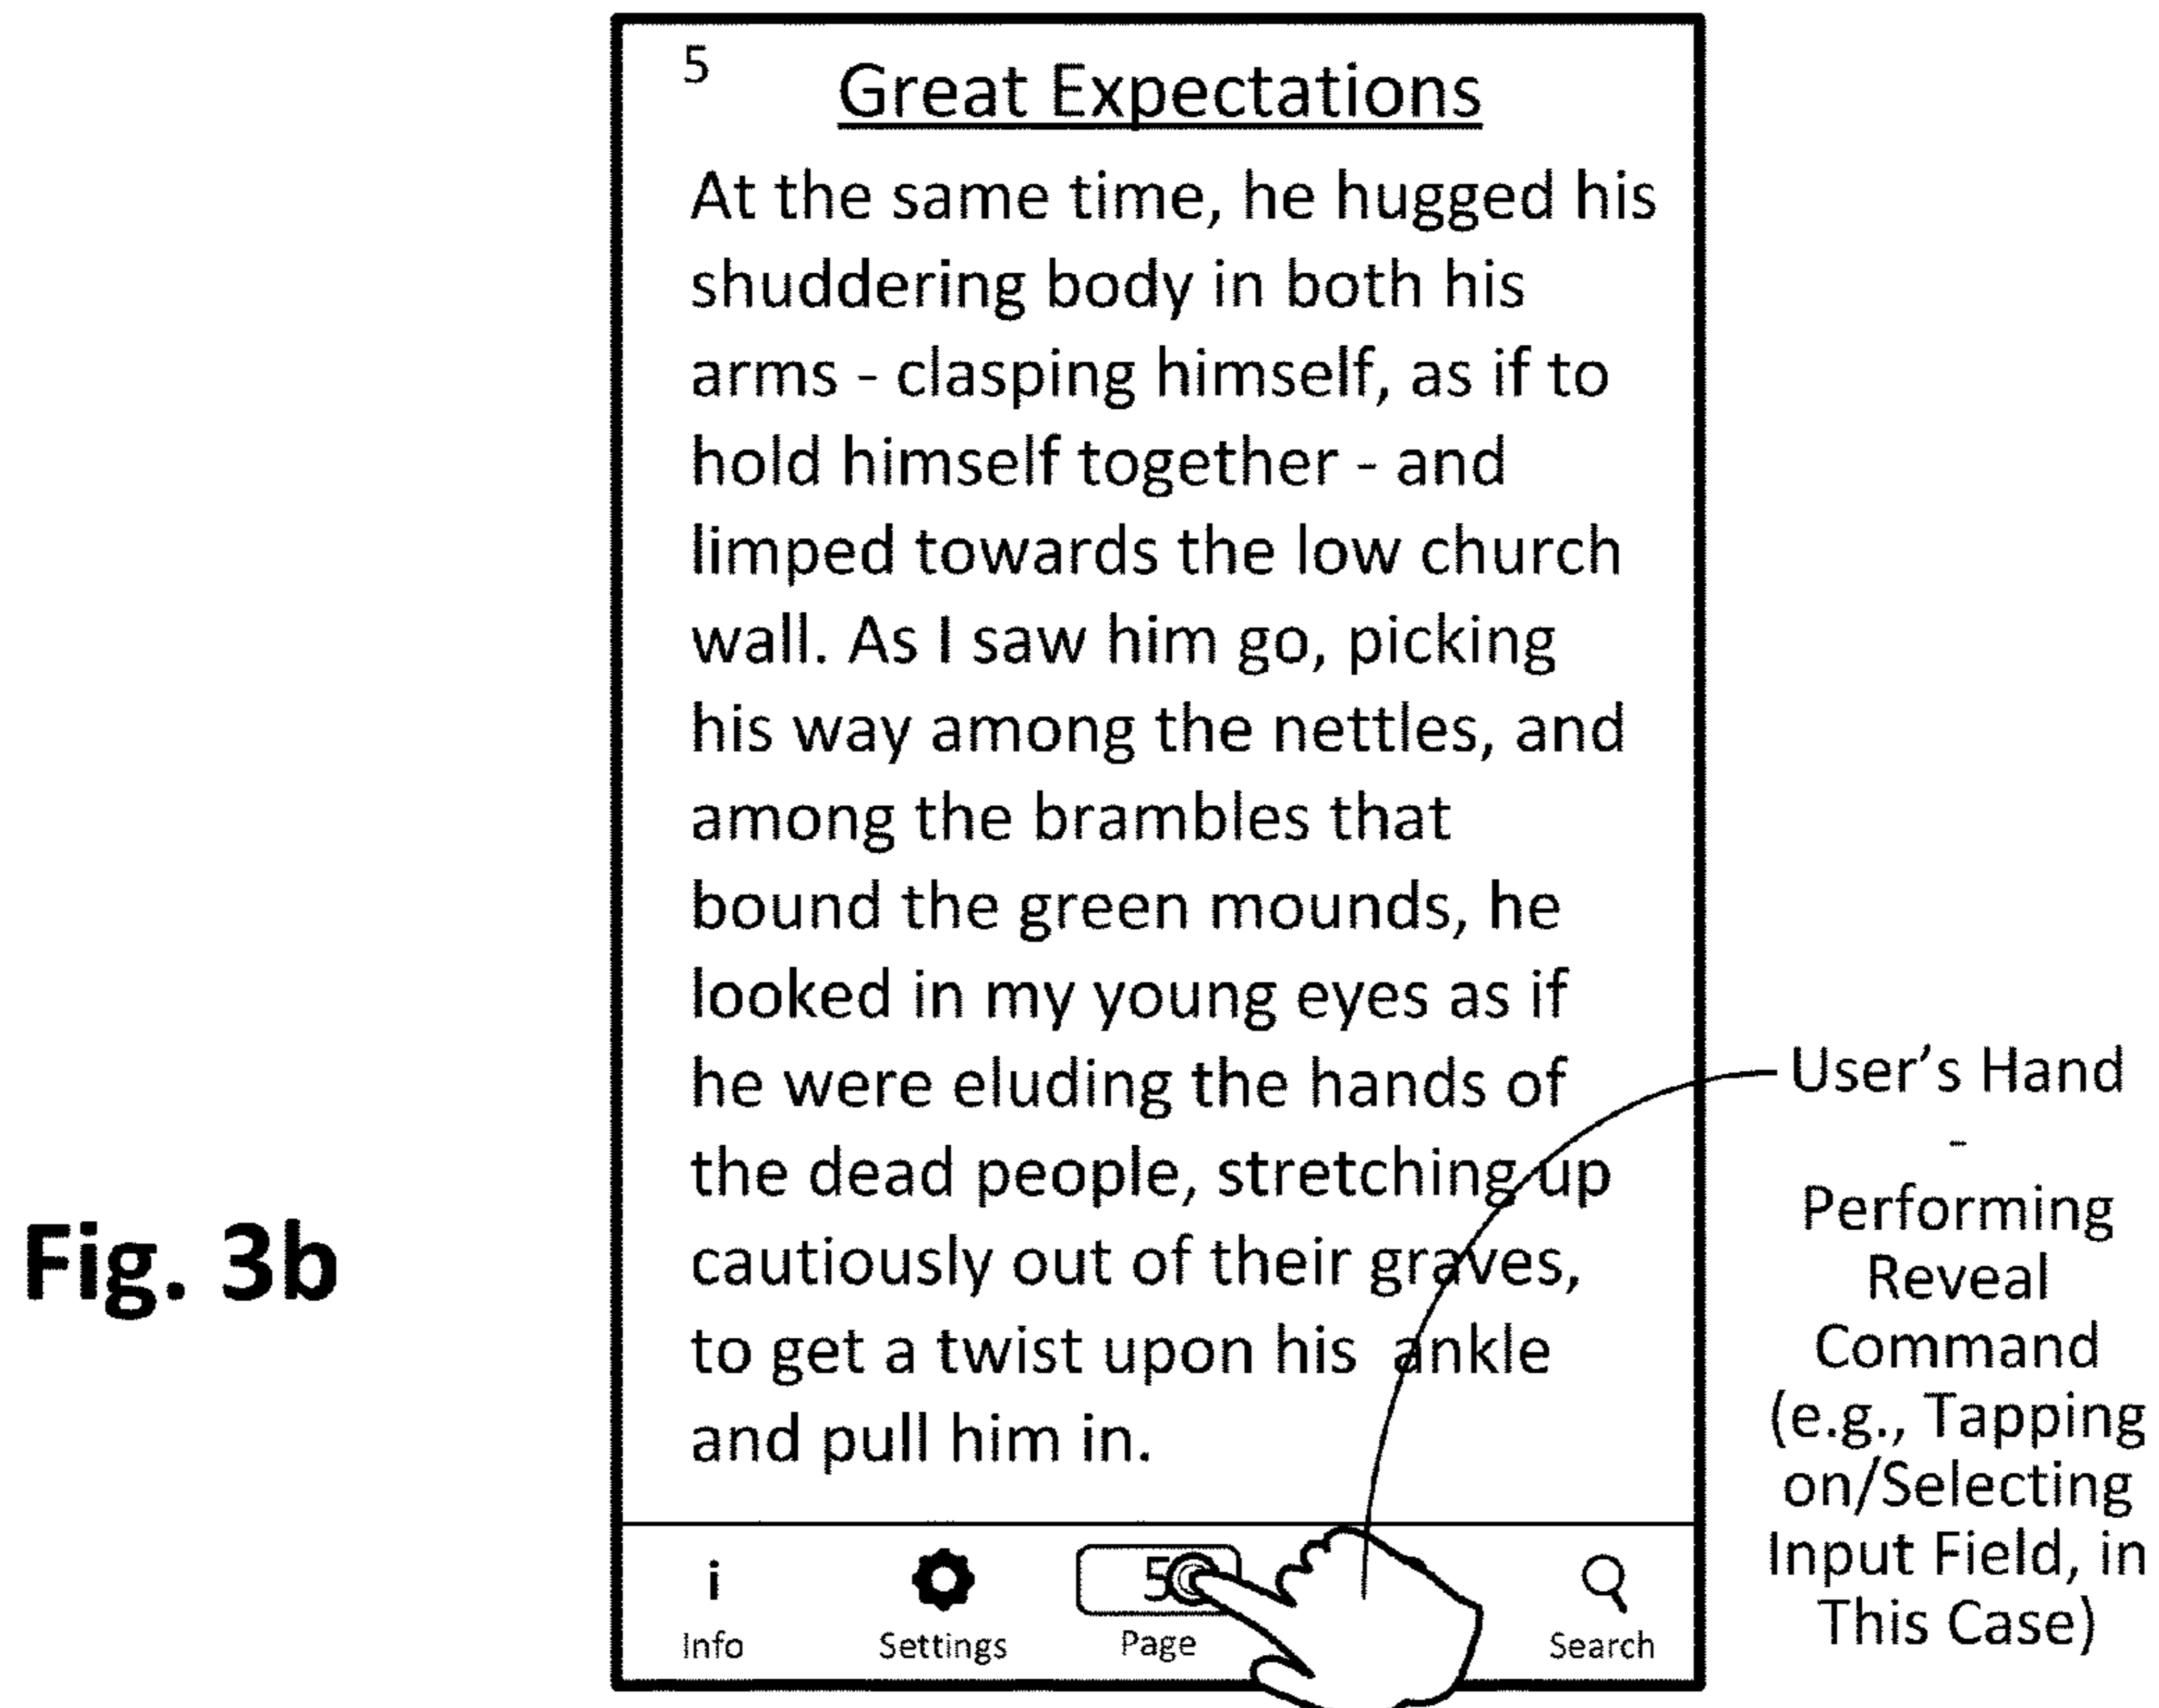 5
Great Expectations
At the same time, he hugged his
shuddering body in both his
arms - clasping himself, as if to
hold himself together - and
limped towards the low church
wall. As I saw him go, picking
his way among the nettles, and
among the brambles that
bound the green mounds, he
looked in my young eyes as if
he were eluding the hands of
the dead people, stretching up
cautiously out of their graves,
to get a twist upon his ankle
and pull him in.
i
5
Info
Settings
Page
Search
User's Hand
-
Performing
Reveal
Command
(e.g., Tapping
on/Selecting
Input Field, in
This Case)
Fig. 3b